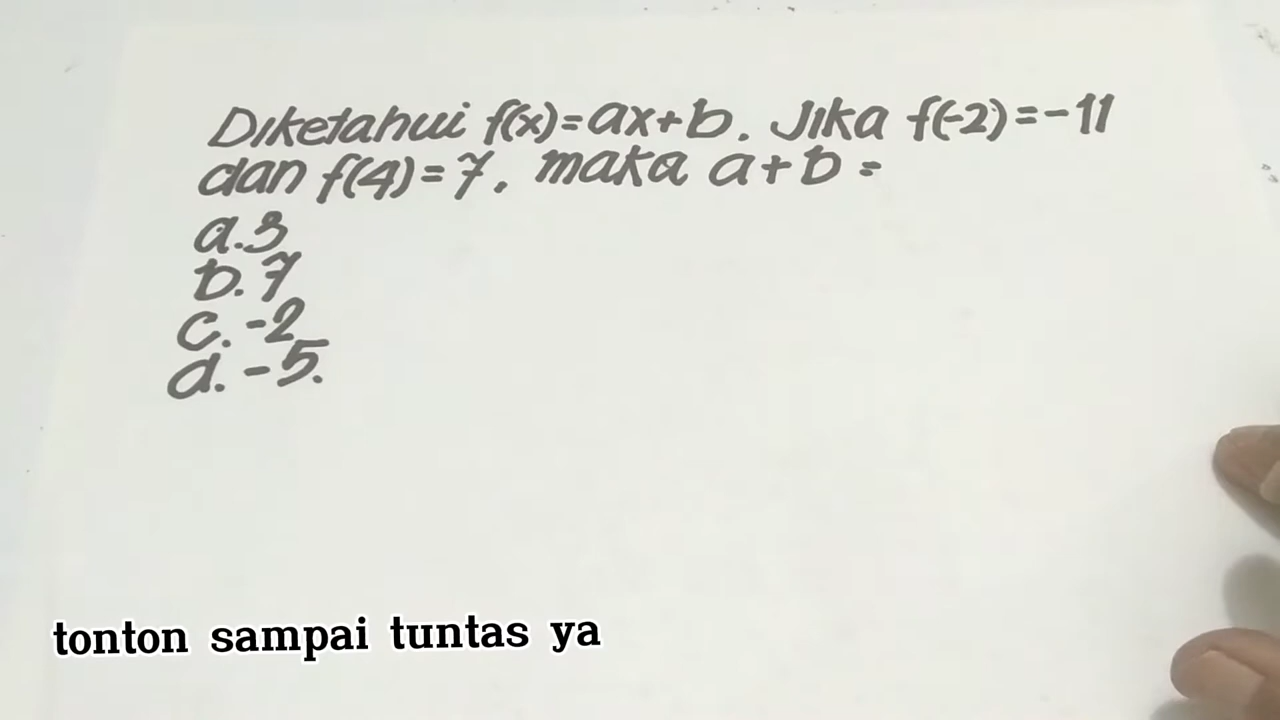 Diketahui f(x)=ax+b. Jika f(-2)=-11
dan f(4)=7, maka a+b=
a.3
b.7
c. -2
d. -5.
tonton sampai tuntas ya